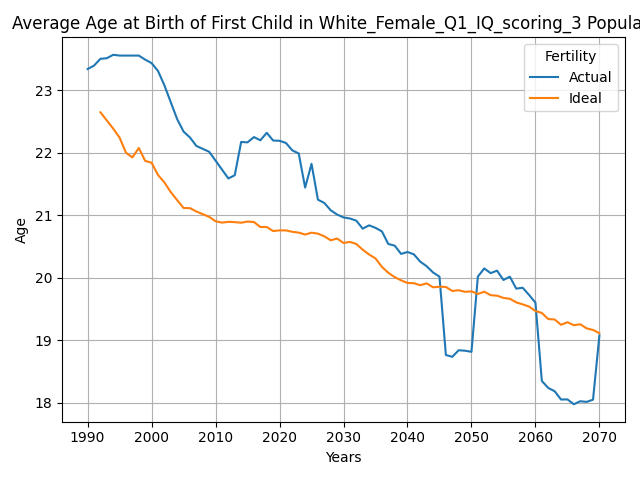 Average Age at Birth of First Child in White_Female_Q1_IQ_scoring_3 Popula
Fertility
Actual
Ideal
23
22
21
20
19
18
Age
1990 2000 2010 2020 2030 2040 2050 2060 2070
Years